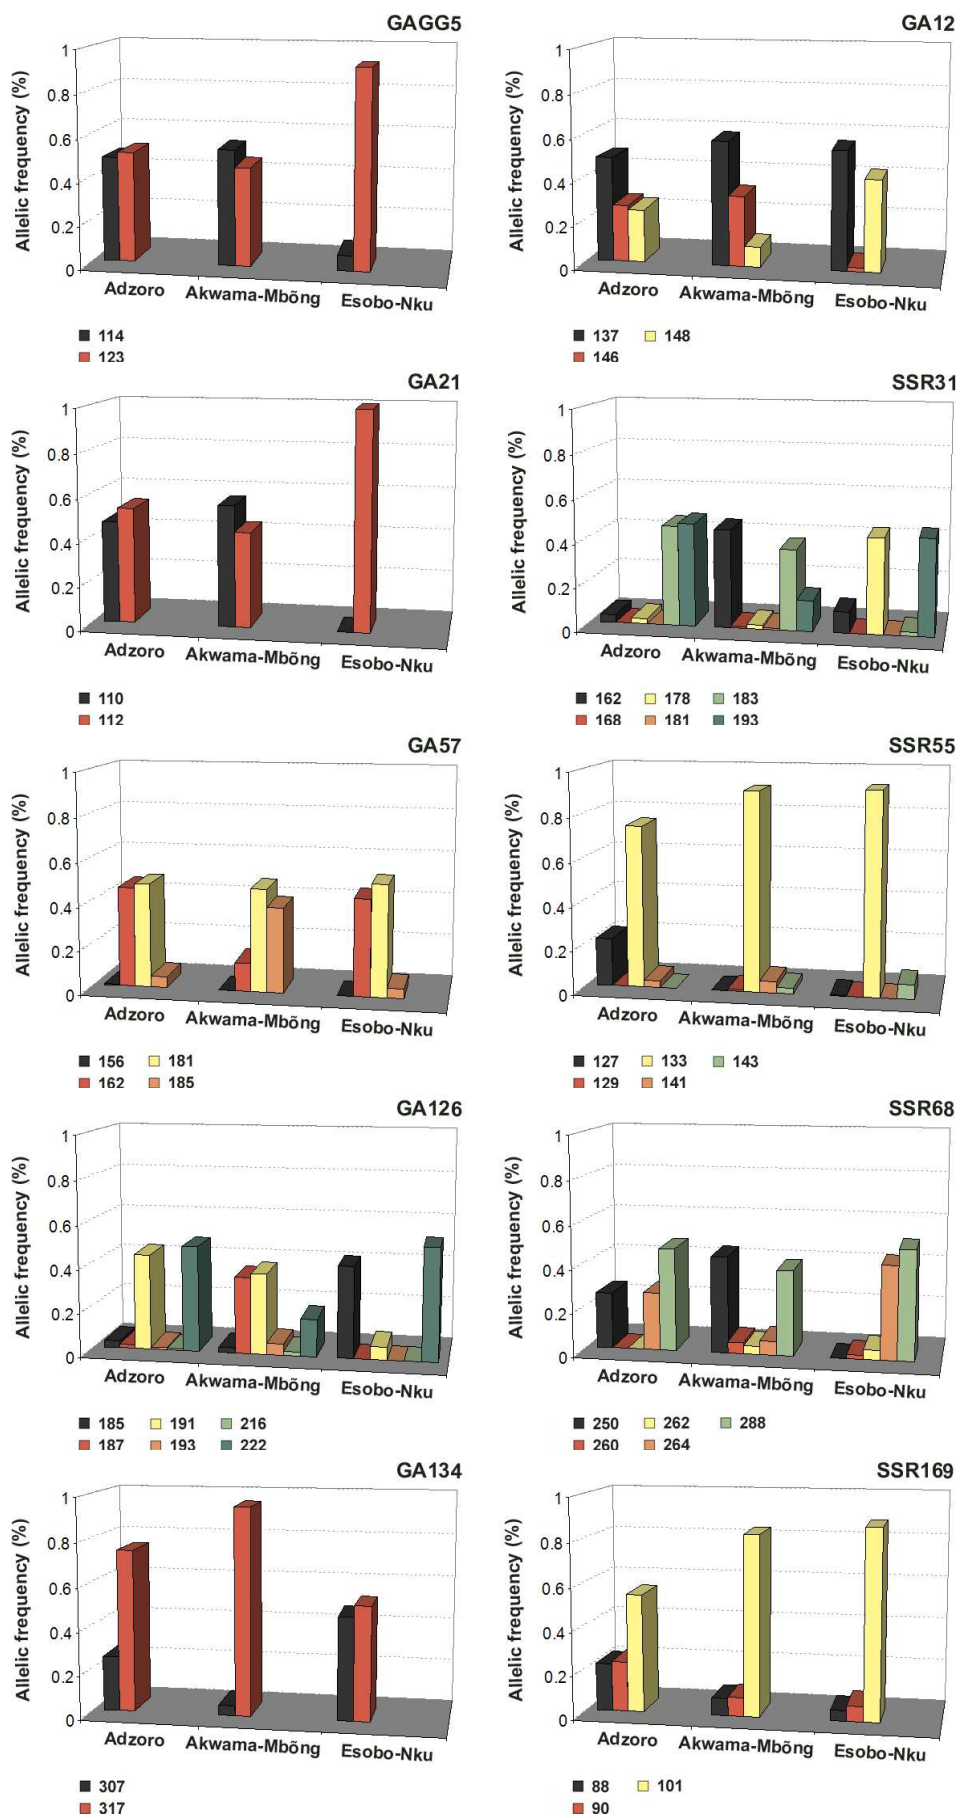 GAGG5
Allelic frequency (%)
1
0.8
0.6
0.4
0.2
0
Adzoro Akwama-Mbõng Esobo-Nku
114
123
GA12
Allelic frequency (%)
1
0.8
0.6
0.4
0.2
0
Adzoro Akwama-Mbõng Esobo-Nku
137 148
146
GA21
Allelic frequency (%)
1
0.8
0.6
0.4
0.2
0
Adzoro Akwama-Mbõng Esobo-Nku
110
112
SSR31
Allelic frequency (%)
1
0.8
0.6
0.4
0.2
0
Adzoro Akwama-Mbõng Esobo-Nku
162 178 183
168 181 193
GA57
Allelic frequency (%)
1
0.8
0.6
0.4
0.2
0
Adzoro Akwama-Mbõng Esobo-Nku
156 181
162 185
SSR55
Allelic frequency (%)
1
0.8
0.6
0.4
0.2
0
Adzoro Akwama-Mbõng Esobo-Nku
127 133 143
129 141
GA126
Allelic frequency (%)
1
0.8
0.6
0.4
0.2
0
Adzoro Akwama-Mbõng Esobo-Nku
185 191 216
187 193 222
SSR68
Allelic frequency (%)
1
0.8
0.6
0.4
0.2
0
Adzoro Akwama-Mbõng Esobo-Nku
250 262 288
260 264
GA134
Allelic frequency (%)
1
0.8
0.6
0.4
0.2
0
Adzoro Akwama-Mbõng Esobo-Nku
307
317
SSR169
Allelic frequency (%)
1
0.8
0.6
0.4
0.2
0
Adzoro Akwama-Mbõng Esobo-Nku
88 101
90